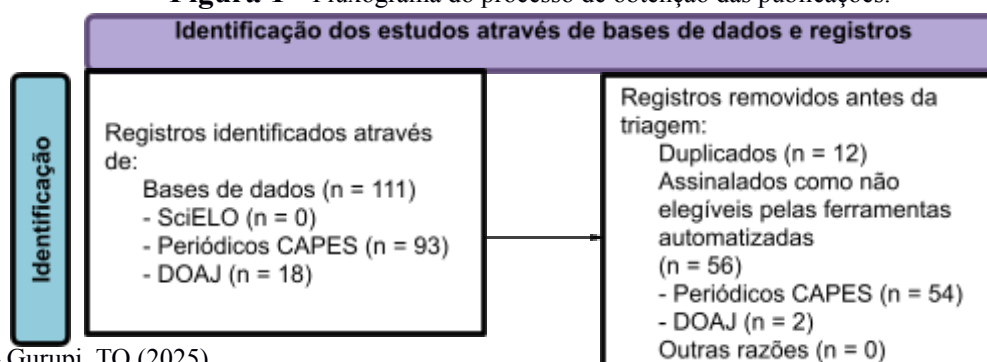 Figura 1 - Fluxograma do processo de obtenção das publicações.
Identificação dos estudos através de bases de dados e registros
Identificação
Registros identificados através
de:
Bases de dados (n = 111)
- SciELO (n = 0)
- Periódicos CAPES (n = 93)
- DOAJ (n = 18)
Registros removidos antes da
triagem:
Duplicados (n = 12)
Assinalados como não
elegíveis pelas ferramentas
automatizadas
(n = 56)
- Periódicos CAPES (n = 54)
- DOAJ (n = 2)
Outras razões (n = 0)
Gurupi, TO (2025)